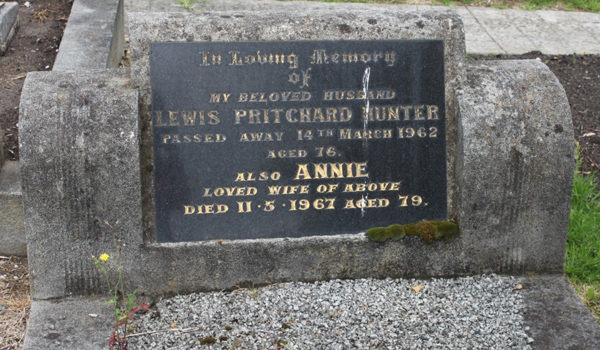 In Loving Memory
of
MY BELOVED HUSBAND
LEWIS PRITCHARD HUNTER
PASSED AWAY 14TH MARCH 1962
AGED 76.
ALSO ANNIE
LOVED WIFE OF ABOVE
DIED 11·5·1967 AGED 79.